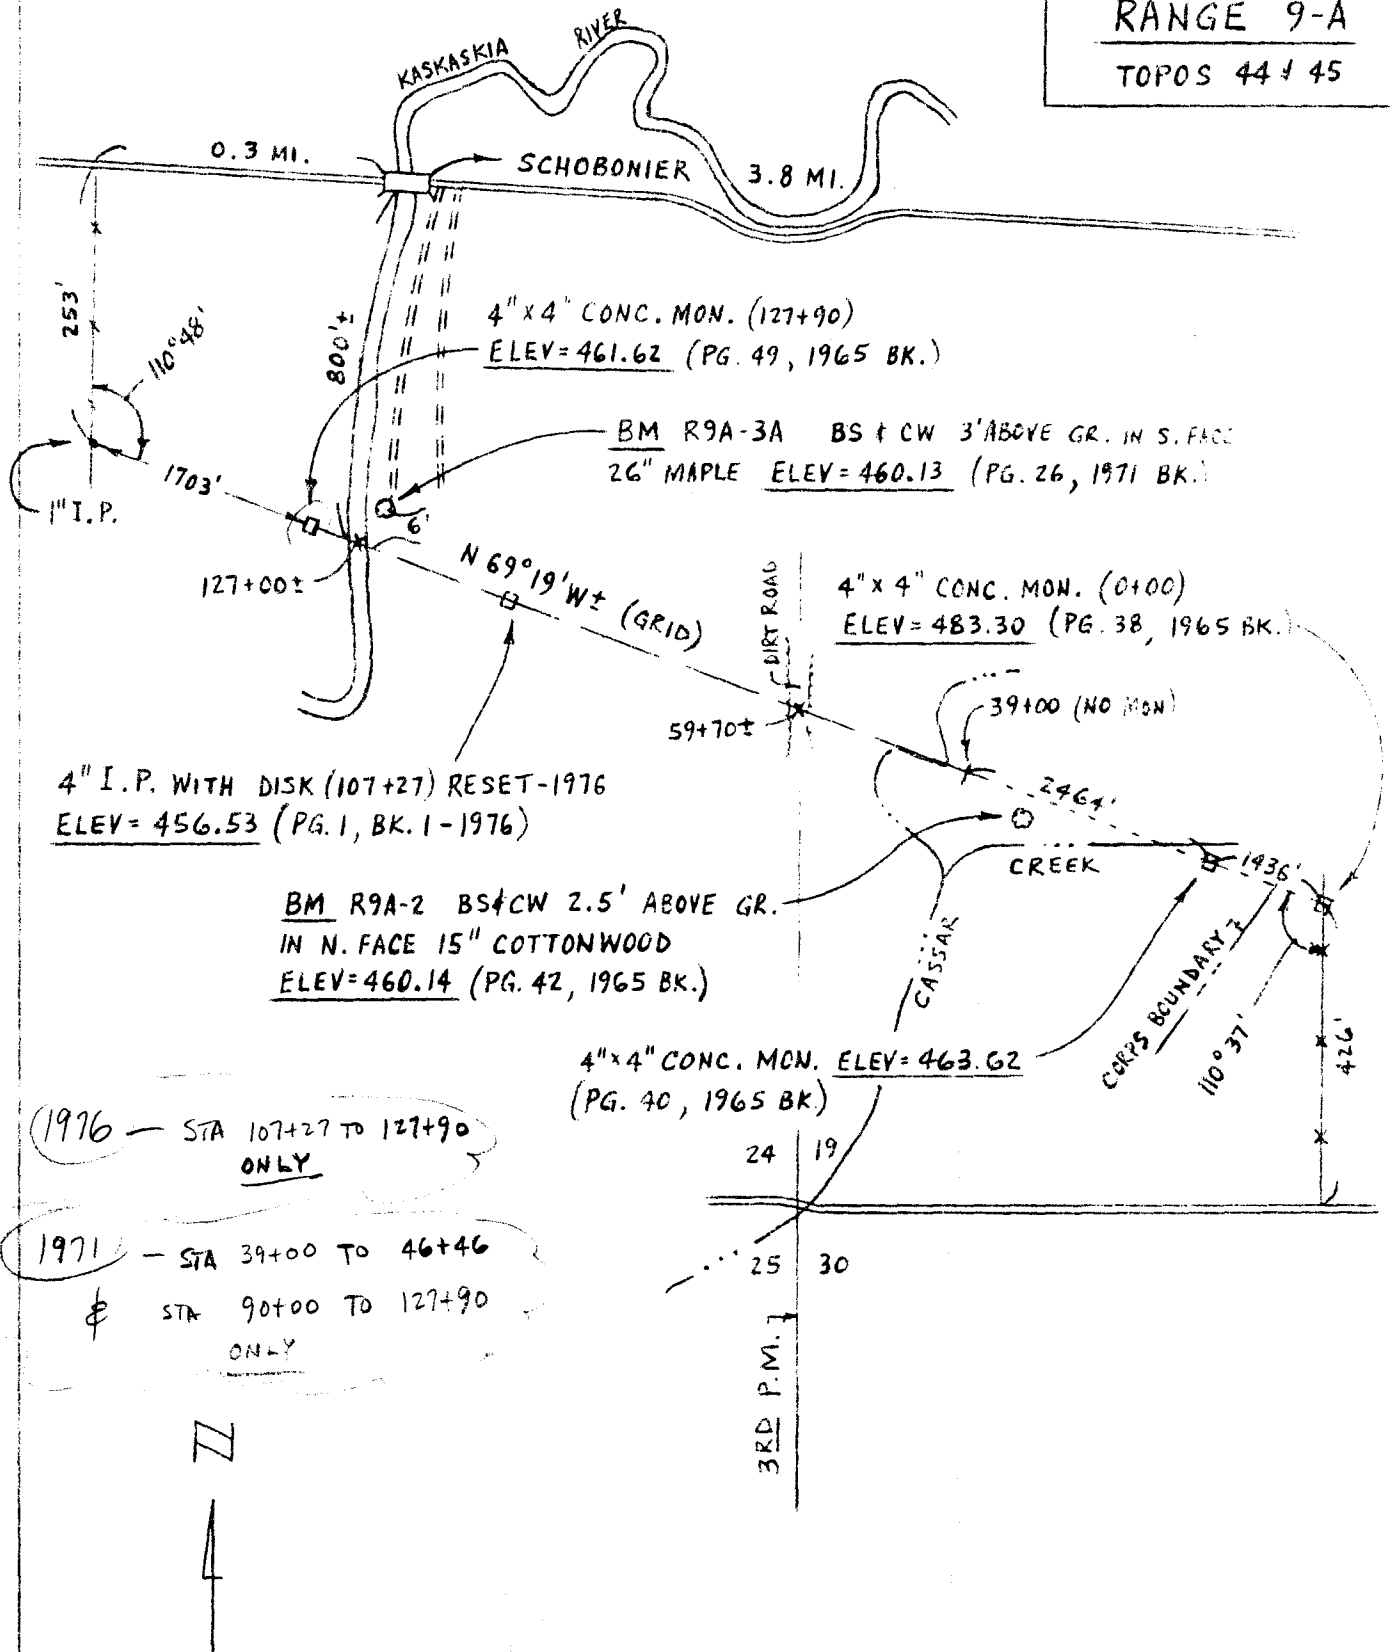 RANGE 9-A
TOPOS 44 & 45
KASKASKIA RIVER
0.3 MI.
SCHOBONIER
3.8 MI.
253'
110°48'
800'±
4" x 4" CONC. MON. (127+90)
ELEV = 461.62 (PG. 49, 1965 BK.)
BM R9A-3A BS & CW 3' ABOVE GR. IN S. FACE
26" MAPLE ELEV = 460.13 (PG. 26, 1971 BK.)
1703'
1" I.P.
6'
127+00±
N 69°19' W± (GRID)
DIRT ROAD
4" x 4" CONC. MON. (0+00)
ELEV = 483.30 (PG. 38, 1965 BK.)
39+00 (NO MON)
59+70±
4" I.P. WITH DISK (107+27) RESET-1976
ELEV = 456.53 (PG. 1, BK. 1-1976)
2464'
CREEK
1436'
BM R9A-2 BS & CW 2.5' ABOVE GR.
IN N. FACE 15" COTTONWOOD
ELEV = 460.14 (PG. 42, 1965 BK.)
CASSAR
CORPS BOUNDARY
110°37'
426'
4" x 4" CONC. MON. ELEV = 463.62
(PG. 40, 1965 BK.)
1976 — STA 107+27 TO 127+90
ONLY
24 19
1971 — STA 39+00 TO 46+46
& STA 90+00 TO 127+90
ONLY
25 30
3RD P.M.
N